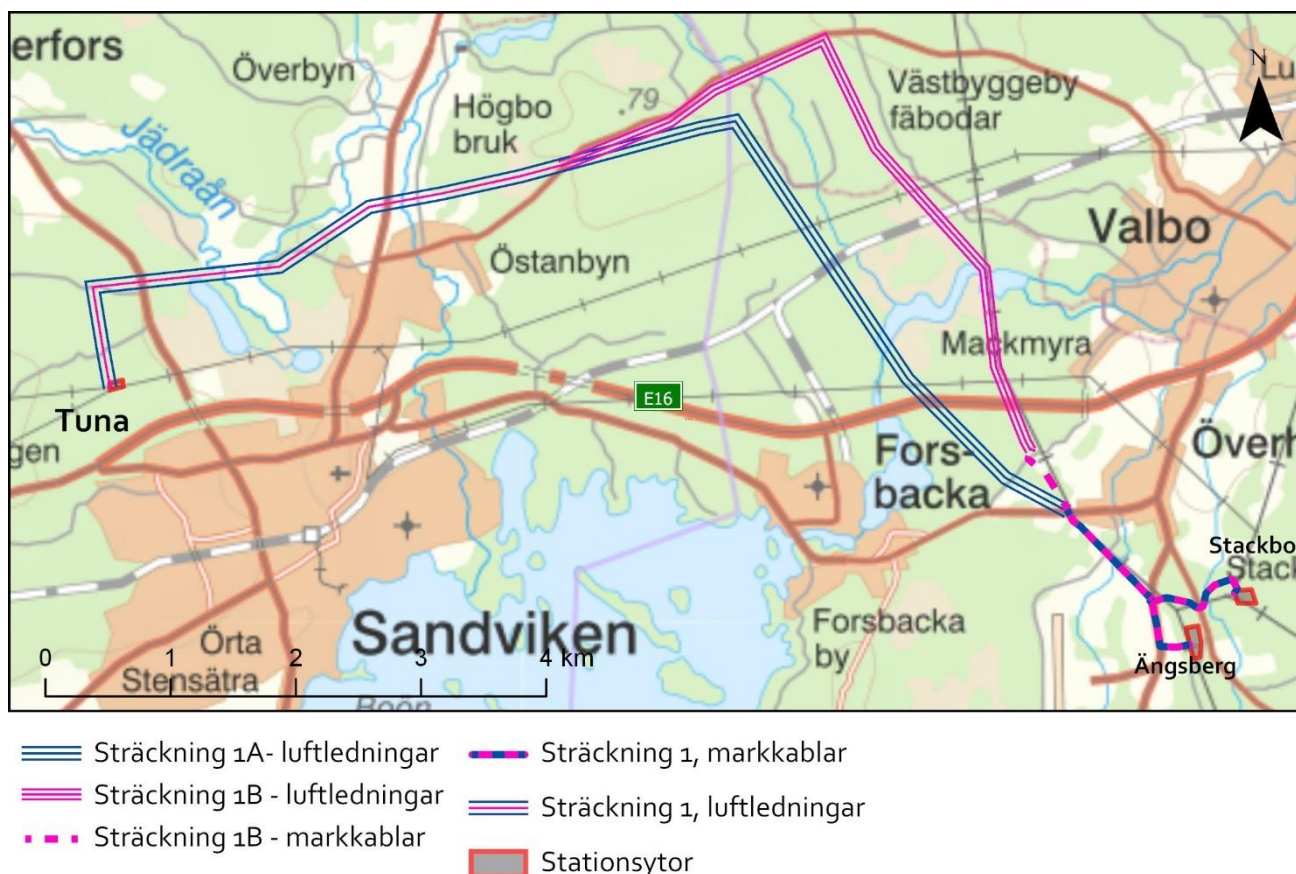 erfors
Överbyn
Högbo
bruk
.79
Västbyggeby
fäbodar
Lu
N
Jädraån
Valbo
Östanbyn
Mackmyra
Tuna
E16
gen
Fors-
backa
Överh
Stackbo
Stack
Sandviken
Forsbacka
by
Örta
Stensätra
Ängsberg
0 1 2 3 4 km
Sträckning 1A- luftledningar
Sträckning 1B - luftledningar
Sträckning 1B - markkablar
Sträckning 1, markkablar
Sträckning 1, luftledningar
Stationsytor